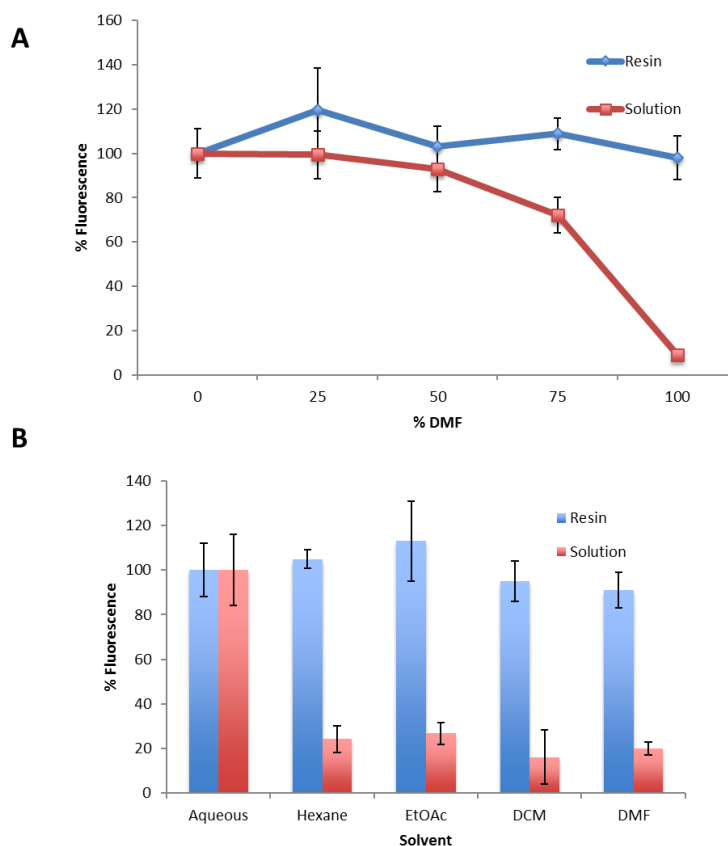 A
160
140
120
100
80
60
40
20
0
% Fluorescence
Resin
Solution
0 25 50 75 100
% DMF
B
140
120
100
80
60
40
20
0
% Fluorescence
Resin
Solution
Aqueous Hexane EtOAc DCM DMF
Solvent